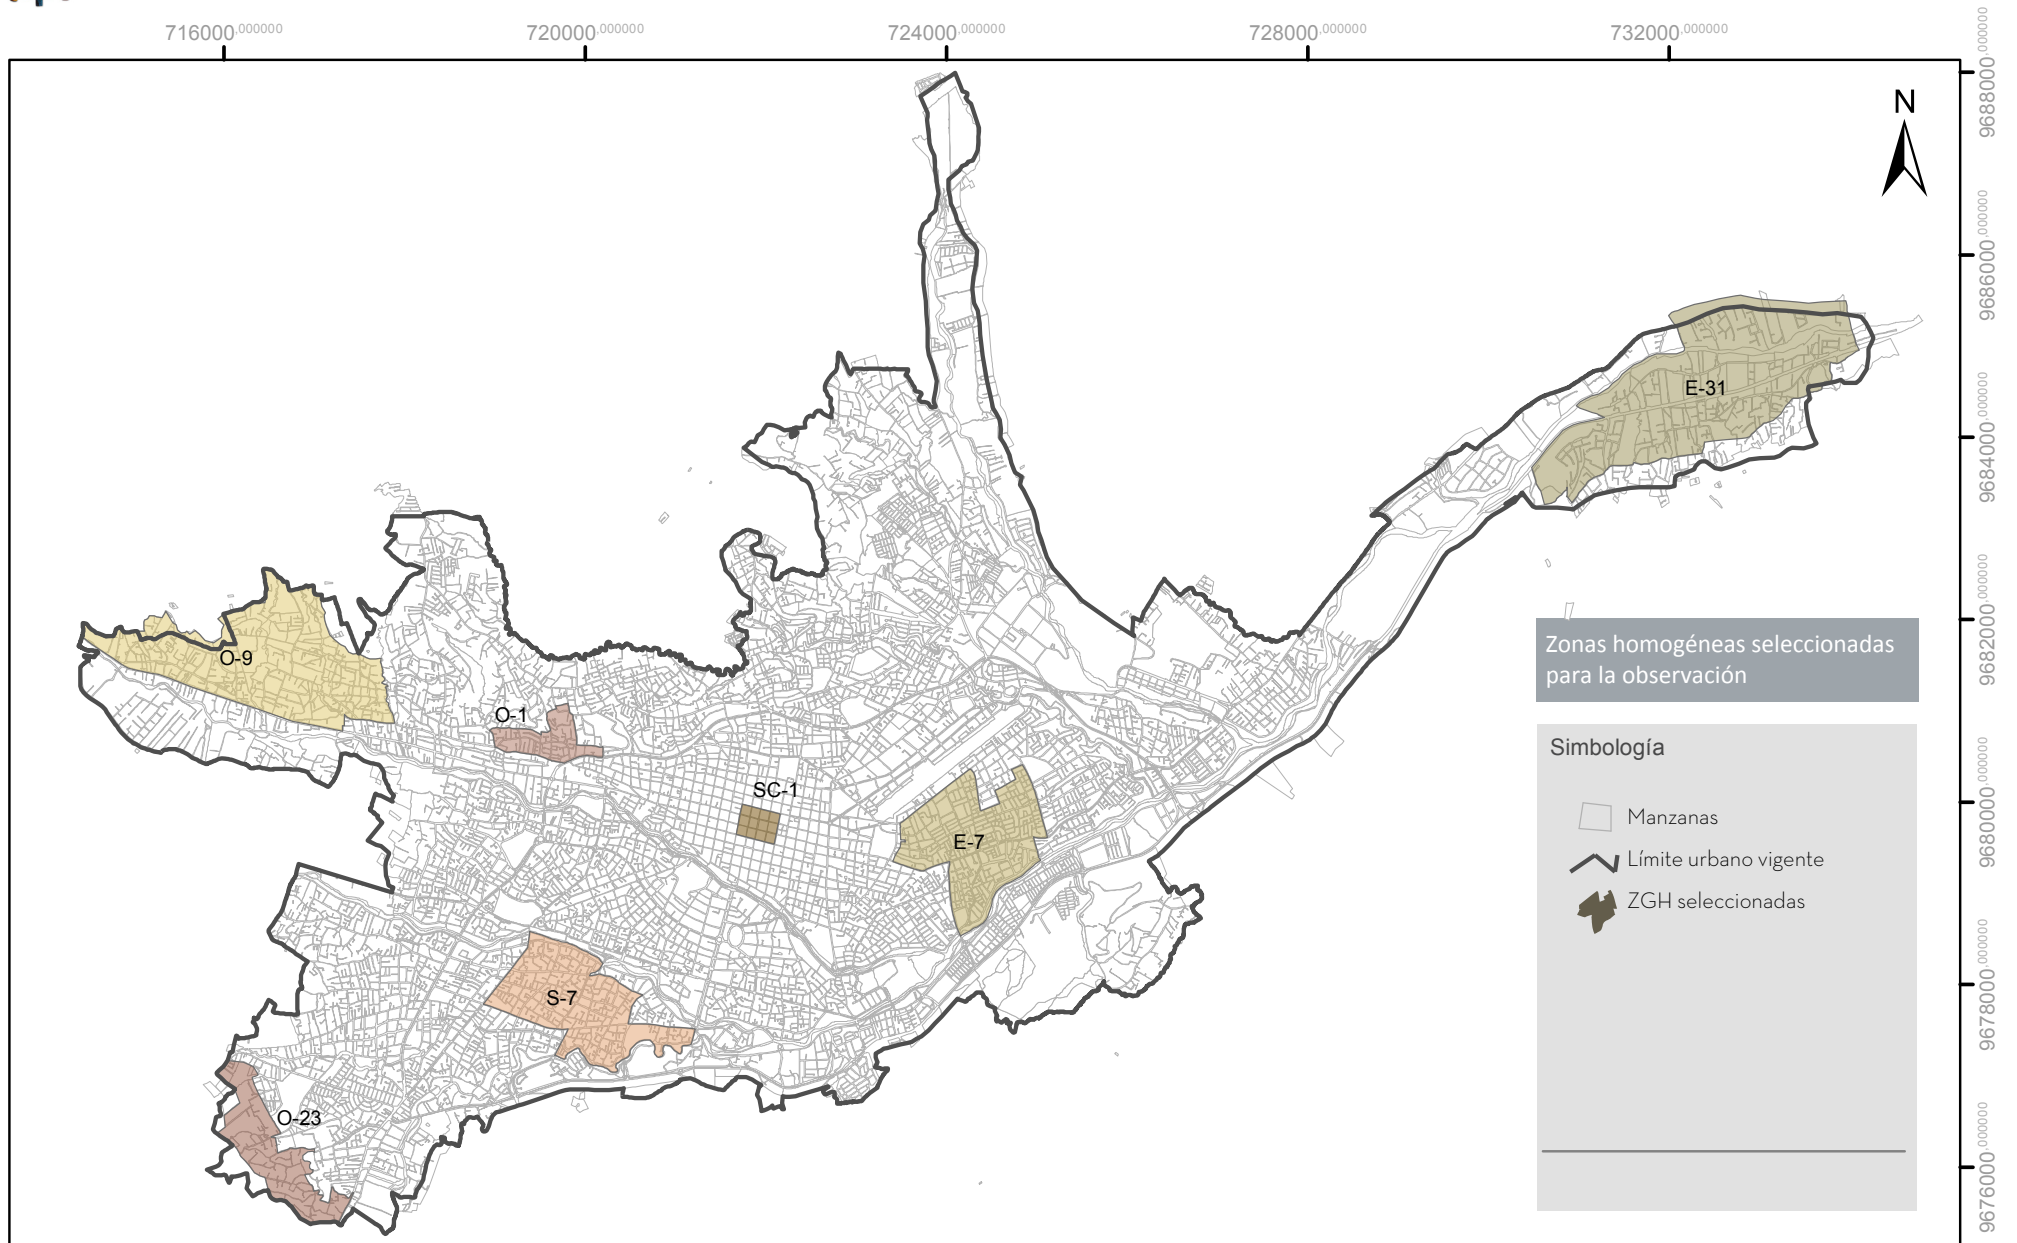 716000,000000 720000,000000 724000,000000 728000,000000 732000,000000
9688000,000000
N
9686000,000000
E-31
9684000,000000
9682000,000000
Zonas homogéneas seleccionadas
para la observación
O-9
O-1
Simbología
SC-1
9680000,000000
Manzanas
E-7
Límite urbano vigente
ZGH seleccionadas
S-7
9678000,000000
O-23
9676000,000000